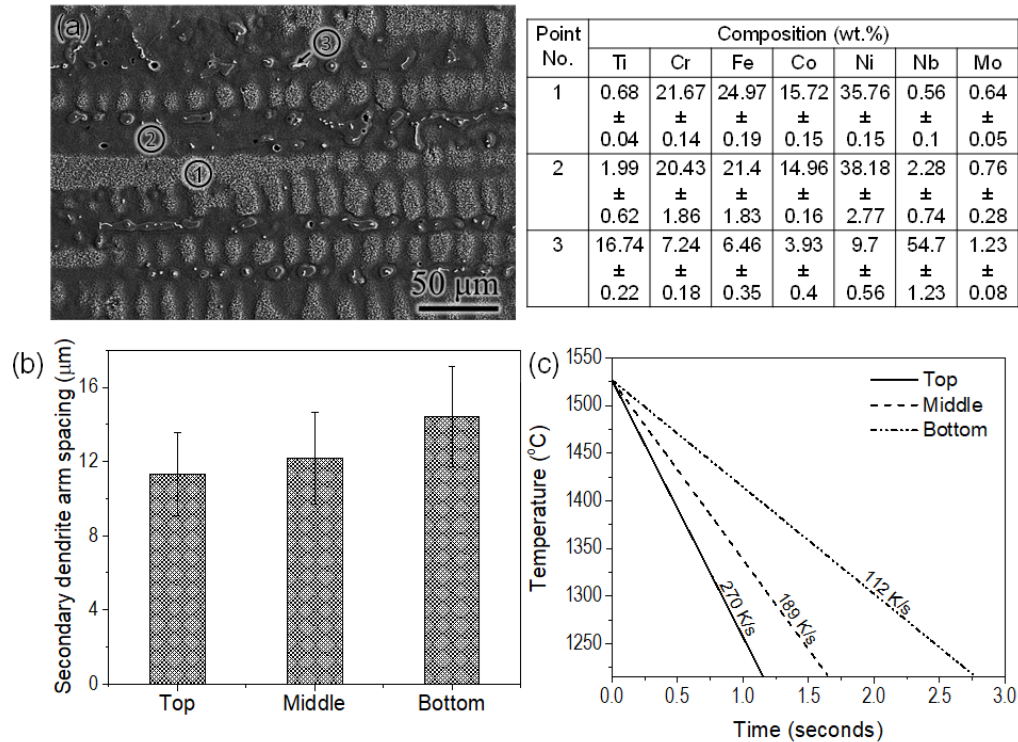 (a)
③
②
①
50 μm
Point No. Composition (wt.%)
Ti Cr Fe Co Ni Nb Mo
1 0.68 ± 0.04 21.67 ± 0.14 24.97 ± 0.19 15.72 ± 0.15 35.76 ± 0.15 0.56 ± 0.1 0.64 ± 0.05
2 1.99 ± 0.62 20.43 ± 1.86 21.4 ± 1.83 14.96 ± 0.16 38.18 ± 2.77 2.28 ± 0.74 0.76 ± 0.28
3 16.74 ± 0.22 7.24 ± 0.18 6.46 ± 0.35 3.93 ± 0.4 9.7 ± 0.56 54.7 ± 1.23 1.23 ± 0.08
(b)
Secondary dendrite arm spacing (μm)
16
12
8
4
0
Top Middle Bottom
(c)
Temperature (°C)
1550
1500
1450
1400
1350
1300
1250
Top
Middle
Bottom
270 K/s
189 K/s
112 K/s
0.0 0.5 1.0 1.5 2.0 2.5 3.0
Time (seconds)